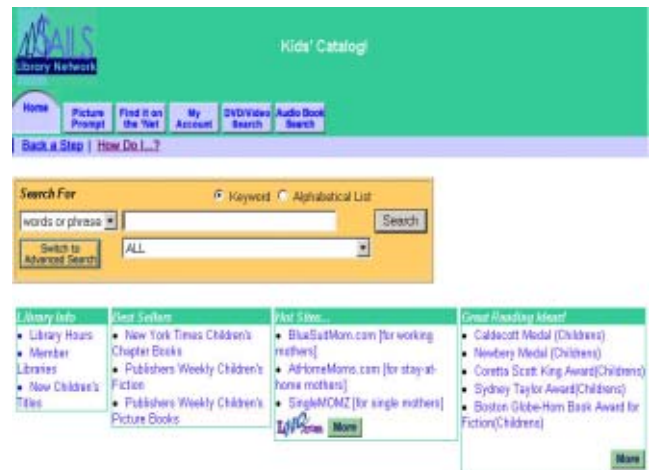 SAILS
Library Network
Kids' Catalog!
Home
Picture Prompt
Find it on the 'Net
My Account
DVD/Video Search
Audio Book Search
Back a Step | How Do I...?
Search For
Keyword Alphabetical List
words or phrase
Search
Switch to Advanced Search
ALL
Library Info
• Library Hours
• Member
Libraries
• New Children's
Titles
Best Sellers
• New York Times Children's
Chapter Books
• Publishers Weekly Children's
Fiction
• Publishers Weekly Children's
Picture Books
Hot Sites...
• BlueSuitMom.com [for working
mothers]
• AtHomeMoms.com [for stay-at-
home mothers]
• SingleMOMZ [for single mothers]
More
Great Reading Ideas!
• Caldecott Medal (Childrens)
• Newbery Medal (Childrens)
• Coretta Scott King Award(Childrens)
• Sydney Taylor Award(Childrens)
• Boston Globe-Horn Book Award for
Fiction(Childrens)
More